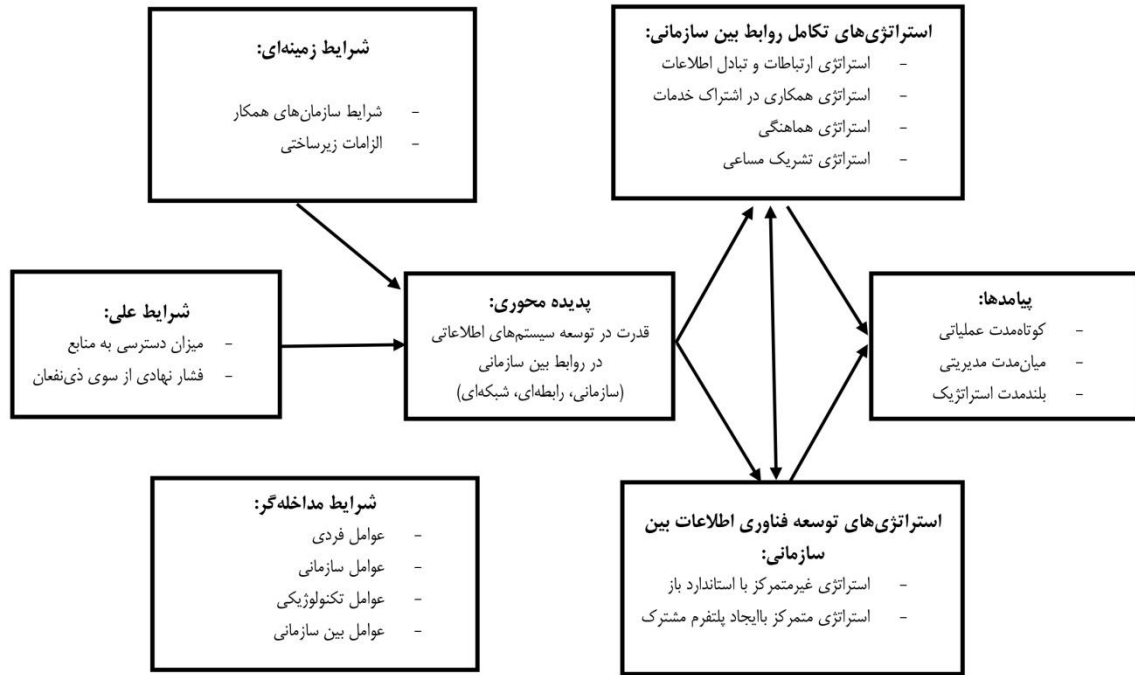 شرایط زمینه‌ای:
- شرایط سازمان‌های همکار
- الزامات زیرساختی
استراتژی‌های تکامل روابط بین سازمانی:
- استراتژی ارتباطات و تبادل اطلاعات
- استراتژی همکاری در اشتراک خدمات
- استراتژی هماهنگی
- استراتژی تشریک مساعی
شرایط علی:
- میزان دسترسی به منابع
- فشار نهادی از سوی ذی‌نفعان
پدیده محوری:
قدرت در توسعه سیستم‌های اطلاعاتی
در روابط بین سازمانی
(سازمانی، رابطه‌ای، شبکه‌ای)
پیامدها:
- کوتاه‌مدت عملیاتی
- میان‌مدت مدیریتی
- بلندمدت استراتژیک
شرایط مداخله‌گر:
- عوامل فردی
- عوامل سازمانی
- عوامل تکنولوژیکی
- عوامل بین سازمانی
استراتژی‌های توسعه فناوری اطلاعات بین
سازمانی:
- استراتژی غیرمتمرکز با استاندارد باز
- استراتژی متمرکز باایجاد پلتفرم مشترک